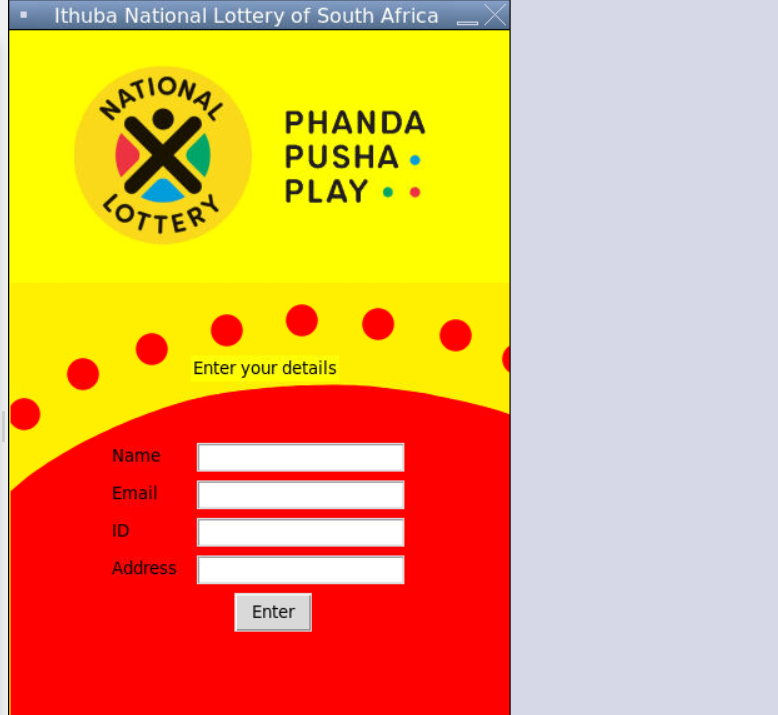 Ithuba National Lottery of South Africa
NATIONAL
LOTTERY
PHANDA
PUSHA
PLAY
Enter your details
Name
Email
ID
Address
Enter